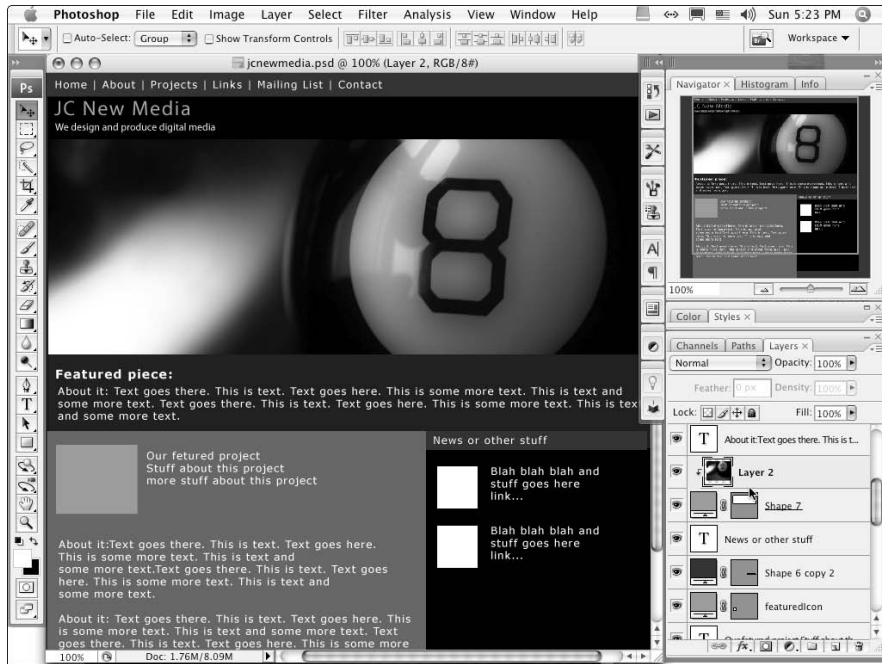 Photoshop File Edit Image Layer Select Filter Analysis View Window Help Sun 5:23 PM
Auto-Select: Group Show Transform Controls Workspace
jcnewmedia.psd @ 100% (Layer 2, RGB/8#)
Ps
Home | About | Projects | Links | Mailing List | Contact
JC New Media
We design and produce digital media
8
Featured piece:
About it: Text goes there. This is text. Text goes here. This is some more text. This is text and
some more text. Text goes there. This is text. Text goes here. This is some more text. This is tex
and some more text.
Our fetured project
Stuff about this project
more stuff about this project
About it:Text goes there. This is text. Text goes here.
This is some more text. This is text and
some more text.Text goes there. This is text. Text goes
here. This is some more text. This is text and
some more text.
About it: Text goes there. This is text. Text goes here. This
is some more text. This is text and some more text. Text
goes there. This is text. Text goes here. This is some more
News or other stuff
Blah blah blah and
stuff goes here
link...
Blah blah blah and
stuff goes here
link...
100% Doc: 1.76M/8.09M
Navigator × Histogram Info
JC New Media
Featured piece:
100%
Color Styles ×
Channels Paths Layers ×
Normal Opacity: 100%
Feather: 0 px Density: 100%
Lock: Fill: 100%
T About it:Text goes there. This is t...
Layer 2
Shape 7
T News or other stuff
Shape 6 copy 2
featuredIcon